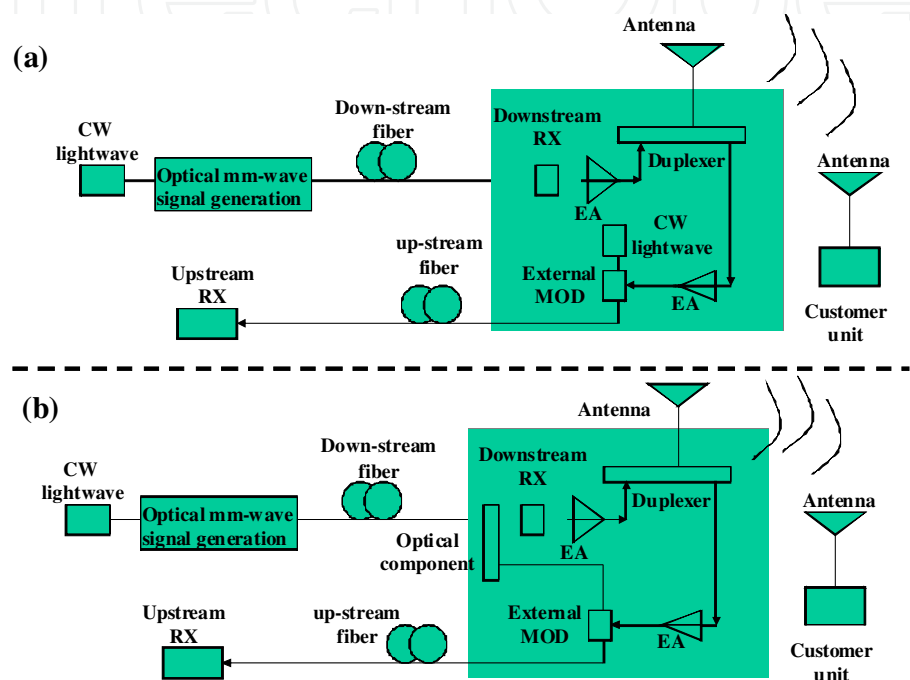 Antenna
(a)
Down-stream
fiber
Downstream
RX
CW
lightwave
Duplexer
Antenna
Optical mm-wave
signal generation
EA
CW
lightwave
up-stream
fiber
Upstream
RX
External
MOD
EA
Customer
unit
(b)
Antenna
Down-stream
fiber
Downstream
RX
CW
lightwave
Duplexer
Antenna
Optical mm-wave
signal generation
Optical
component
EA
Upstream
RX
up-stream
fiber
External
MOD
EA
Customer
unit